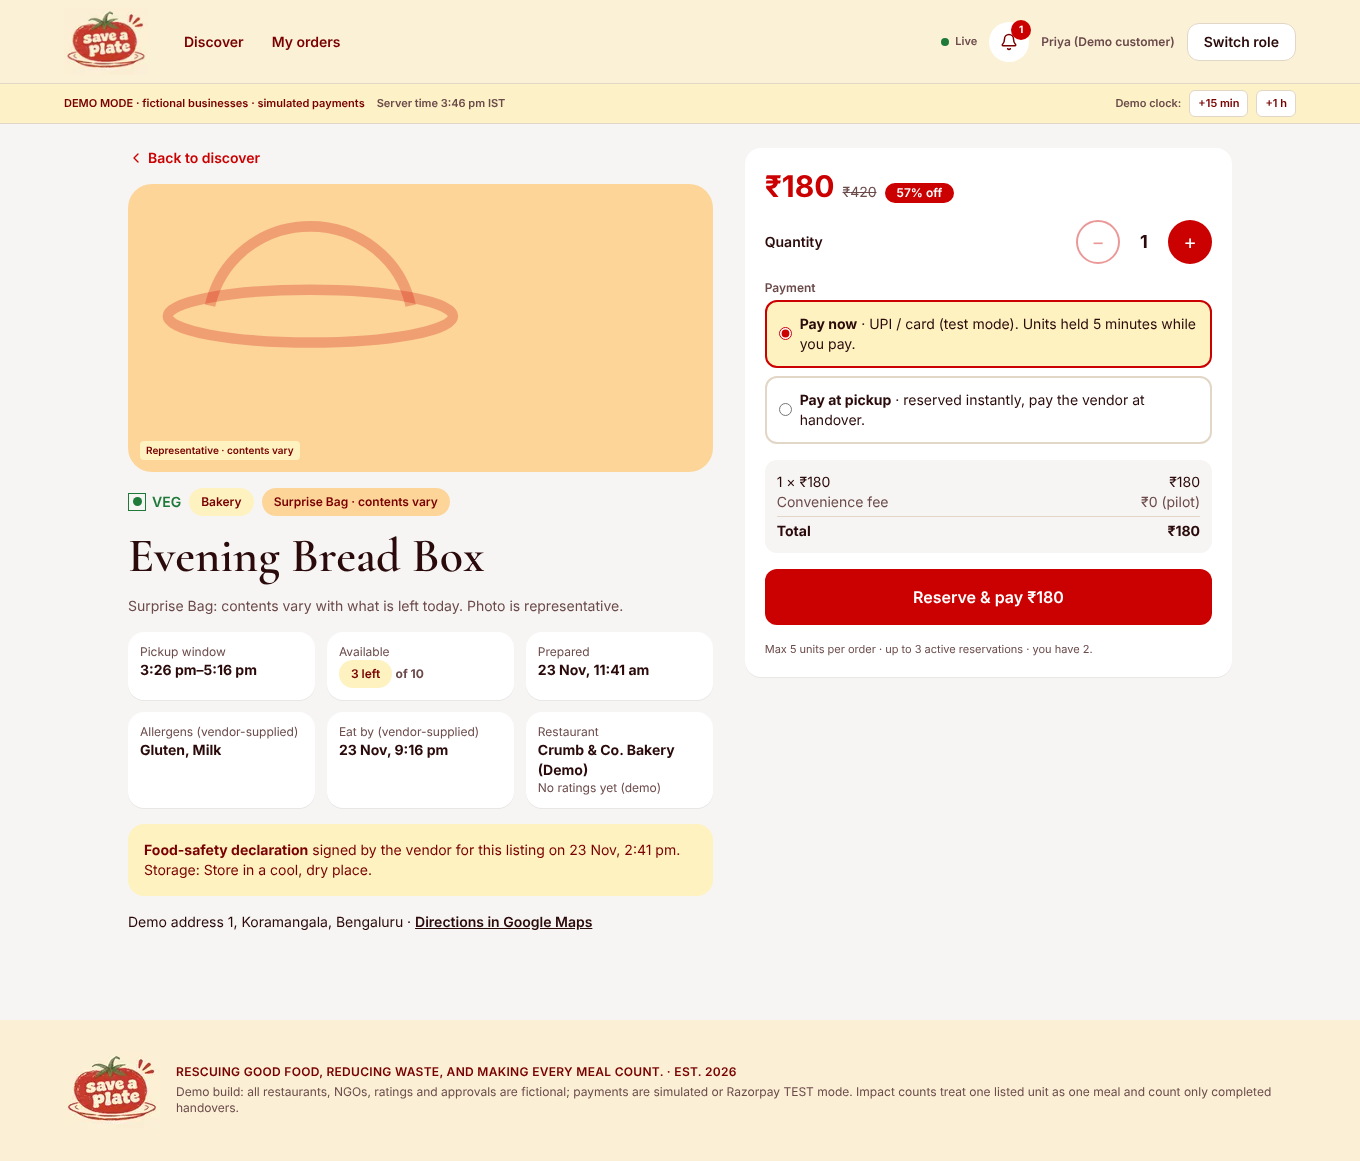 save a
plate
Discover
My orders
Live
1
Priya (Demo customer)
Switch role
DEMO MODE · fictional businesses · simulated payments
Server time 3:46 pm IST
Demo clock:
+15 min
+1 h
Back to discover
Representative · contents vary
VEG
Bakery
Surprise Bag · contents vary
Evening Bread Box
Surprise Bag: contents vary with what is left today. Photo is representative.
Pickup window
3:26 pm–5:16 pm
Available
3 left of 10
Prepared
23 Nov, 11:41 am
Allergens (vendor-supplied)
Gluten, Milk
Eat by (vendor-supplied)
23 Nov, 9:16 pm
Restaurant
Crumb & Co. Bakery
(Demo)
No ratings yet (demo)
Food-safety declaration signed by the vendor for this listing on 23 Nov, 2:41 pm.
Storage: Store in a cool, dry place.
Demo address 1, Koramangala, Bengaluru · Directions in Google Maps
₹180 ₹420 57% off
Quantity
− 1 +
Payment
Pay now · UPI / card (test mode). Units held 5 minutes while
you pay.
Pay at pickup · reserved instantly, pay the vendor at
handover.
1 × ₹180 ₹180
Convenience fee ₹0 (pilot)
Total ₹180
Reserve & pay ₹180
Max 5 units per order · up to 3 active reservations · you have 2.
save a
plate
RESCUING GOOD FOOD, REDUCING WASTE, AND MAKING EVERY MEAL COUNT. · EST. 2026
Demo build: all restaurants, NGOs, ratings and approvals are fictional; payments are simulated or Razorpay TEST mode. Impact counts treat one listed unit as one meal and count only completed
handovers.